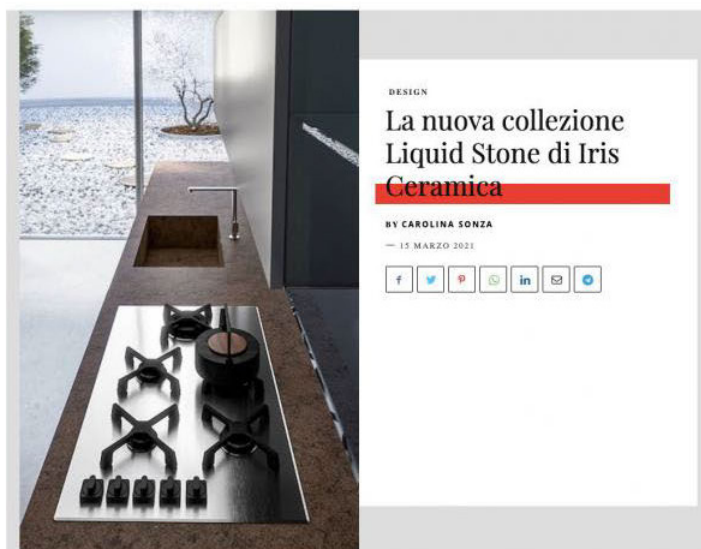 DESIGN
La nuova collezione
Liquid Stone di Iris
Ceramica
BY CAROLINA SONZA
— 15 MARZO 2021